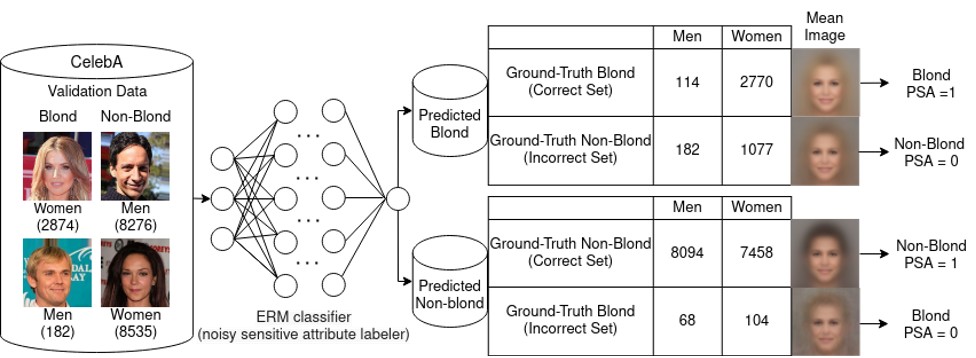 CelebA
Validation Data
Blond Non-Blond
Women Men
(2874) (8276)
Men Women
(182) (8535)
ERM classifier
(noisy sensitive attribute labeler)
Predicted
Blond
Predicted
Non-blond
Mean
Image
Men Women
Ground-Truth Blond
(Correct Set)
114 2770
Blond
PSA =1
Ground-Truth Non-Blond
(Incorrect Set)
182 1077
Non-Blond
PSA = 0
Men Women
Ground-Truth Non-Blond
(Correct Set)
8094 7458
Non-Blond
PSA = 1
Ground-Truth Blond
(Incorrect Set)
68 104
Blond
PSA = 0